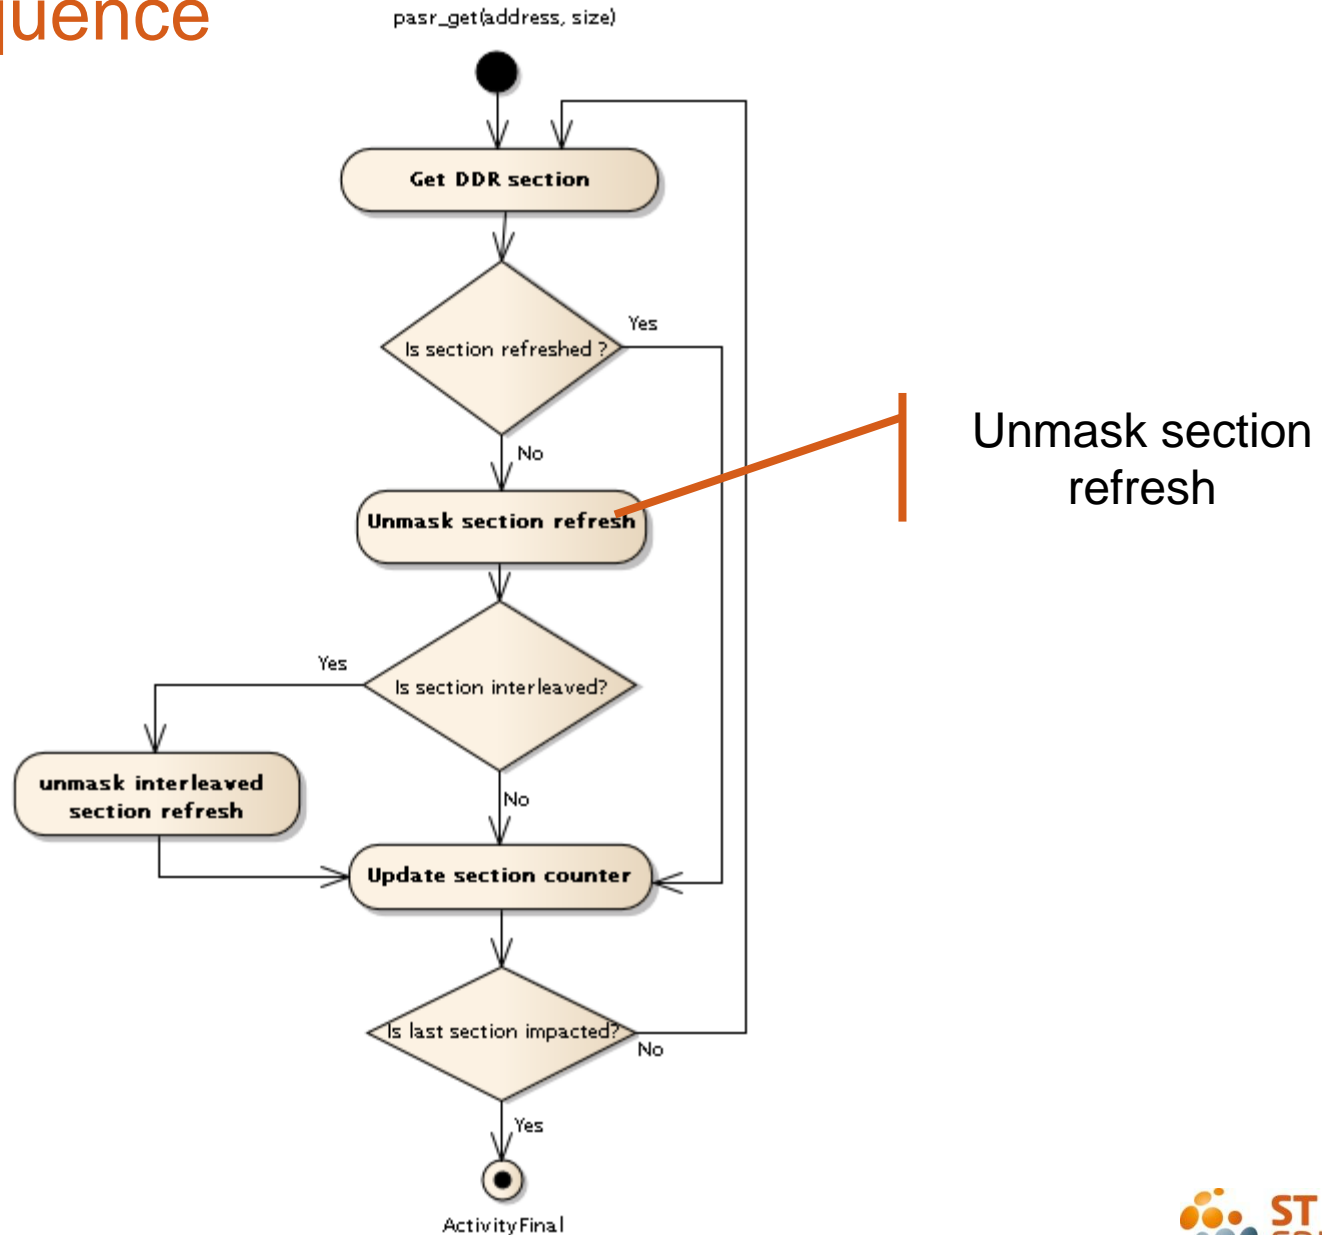 pasr_get(address, size)
Get DDR section
Is section refreshed ?
Yes
No
Unmask section refresh
Unmask section
refresh
Is section interleaved?
Yes
unmask interleaved
section refresh
No
Update section counter
Is last section impacted?
No
Yes
ActivityFinal
ST